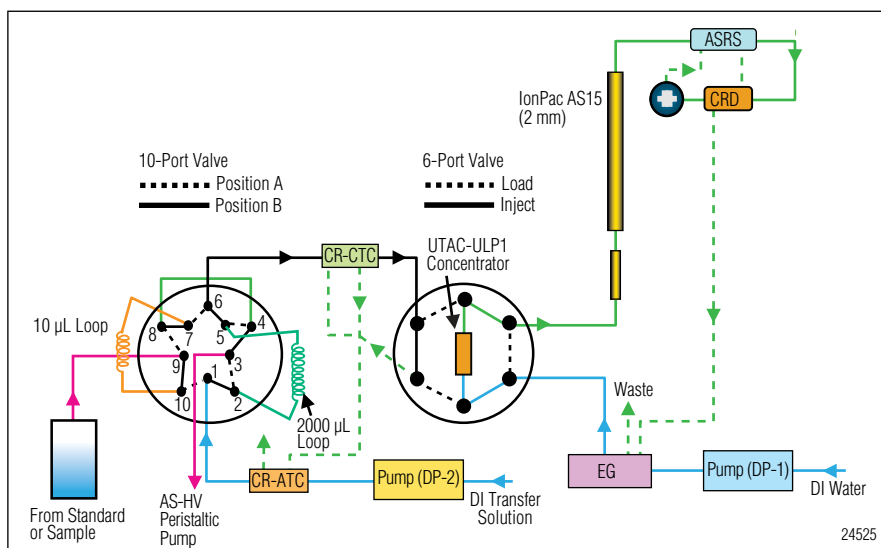 ASRS
CRD
IonPac AS15
(2 mm)
10-Port Valve
Position A
Position B
6-Port Valve
Load
Inject
CR-CTC
UTAC-ULP1
Concentrator
10 µL Loop
6
8
7
5
4
9
3
1
10
2
2000 µL
Loop
Waste
CR-ATC
Pump (DP-2)
DI Transfer
Solution
EG
Pump (DP-1)
DI Water
From Standard
or Sample
AS-HV
Peristaltic
Pump
24525